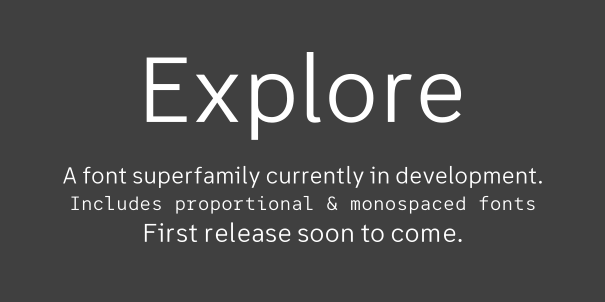 Explore
A font superfamily currently in development.
Includes proportional & monospaced fonts
First release soon to come.